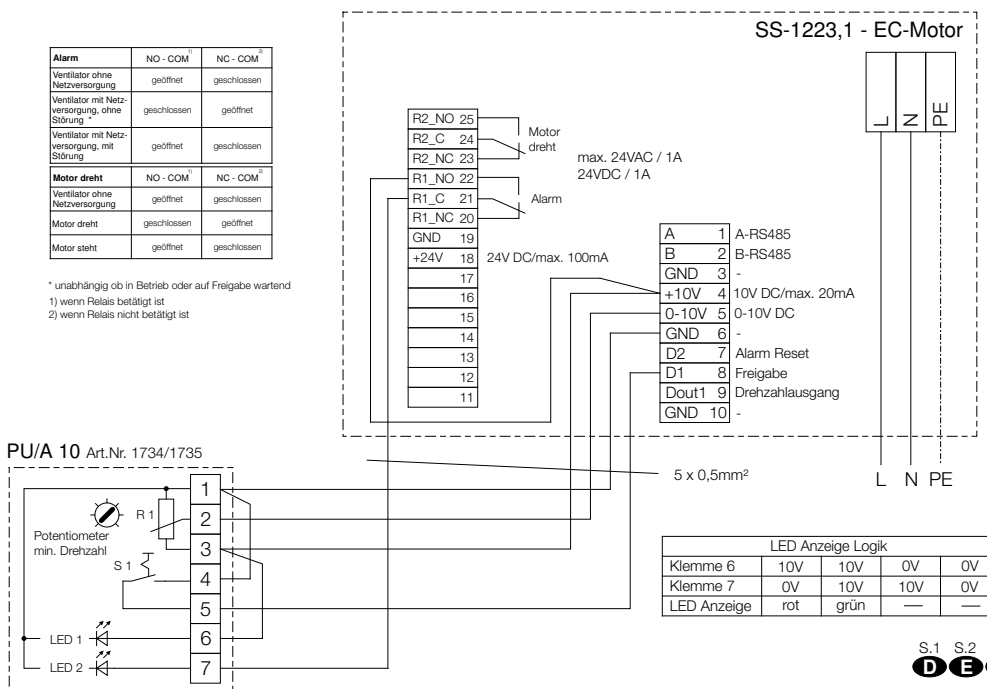 SS-1223,1 - EC-Motor
Alarm NO - COM 1) NC - COM 2)
Ventilator ohne Netzversorgung geöffnet geschlossen
Ventilator mit Netz-versorgung, ohne Störung * geschlossen geöffnet
Ventilator mit Netz-versorgung, mit Störung geöffnet geschlossen
Motor dreht NO - COM 1) NC - COM 2)
Ventilator ohne Netzversorgung geöffnet geschlossen
Motor dreht geschlossen geöffnet
Motor steht geöffnet geschlossen
* unabhängig ob in Betrieb oder auf Freigabe wartend
1) wenn Relais betätigt ist
2) wenn Relais nicht betätigt ist
R2_NO 25
R2_C 24
R2_NC 23
R1_NO 22
R1_C 21
R1_NC 20
GND 19
+24V 18 24V DC/max. 100mA
17
16
15
14
13
12
11
Motor
dreht
Alarm
max. 24VAC / 1A
24VDC / 1A
A 1 A-RS485
B 2 B-RS485
GND 3 -
+10V 4 10V DC/max. 20mA
0-10V 5 0-10V DC
GND 6 -
D2 7 Alarm Reset
D1 8 Freigabe
Dout1 9 Drehzahlausgang
GND 10 -
L N PE
L N PE
5 x 0,5mm²
PU/A 10 Art.Nr. 1734/1735
Potentiometer
min. Drehzahl
R 1
S 1
LED 1
LED 2
1
2
3
4
5
6
7
LED Anzeige Logik
Klemme 6 10V 10V 0V 0V
Klemme 7 0V 10V 10V 0V
LED Anzeige rot grün — —
S.1 S.2
D E